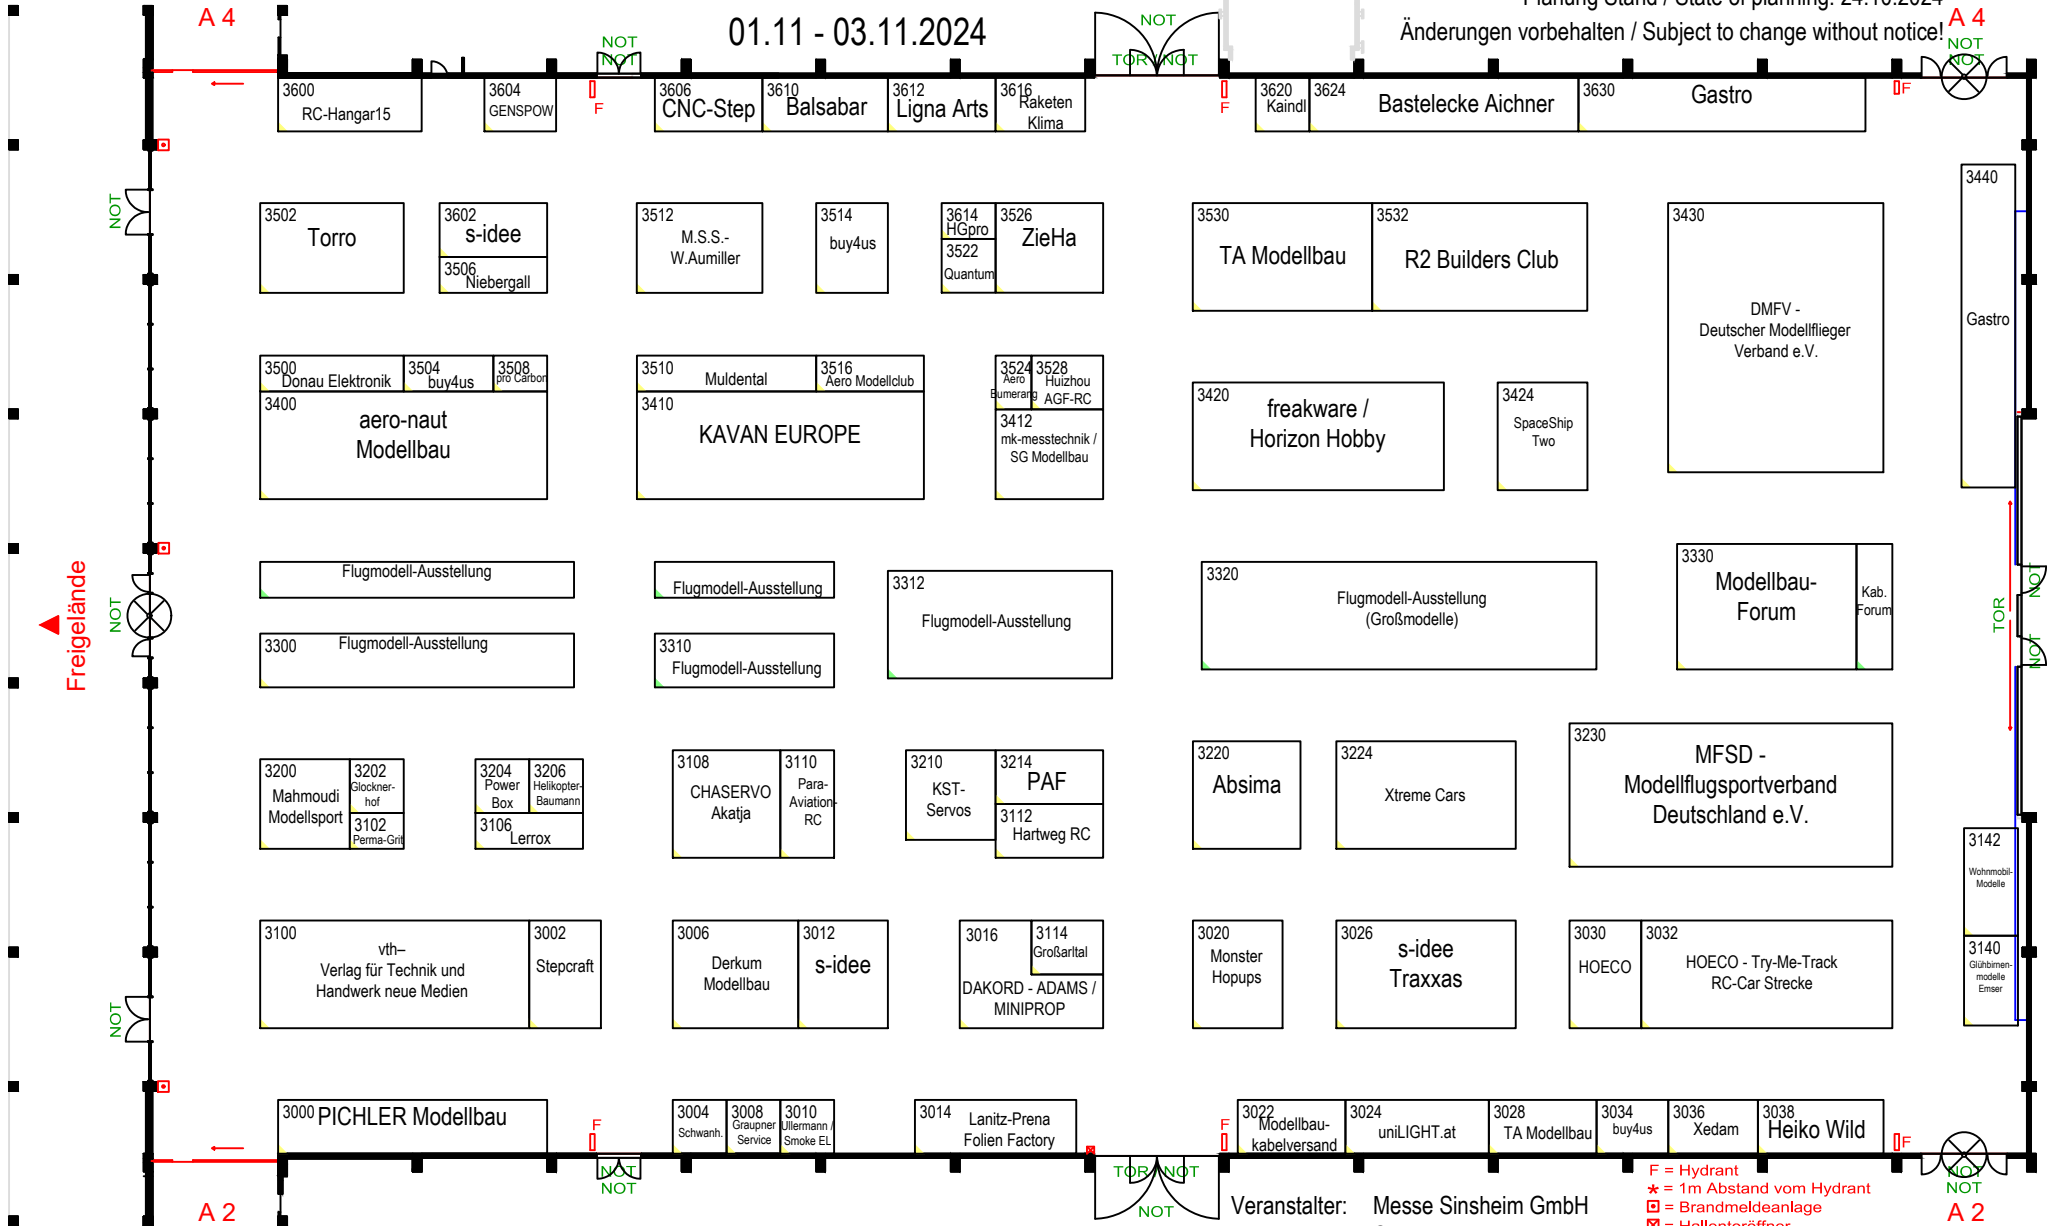 A 4
01.11 - 03.11.2024
NOT
NOT
NOT
TOR NOT
Planung Stand / State of planning: 24.10.2024
Änderungen vorbehalten / Subject to change without notice!
A 4
NOT
NOT
3600
RC-Hangar15
3604
GENSPOW
F
3606
CNC-Step
3610
Balsabar
3612
Ligna Arts
3616
Raketen
Klima
F
3620
Kaindl
3624
Bastelecke Aichner
3630
Gastro
F
NOT
3502
Torro
3602
s-idee
3506
Niebergall
3512
M.S.S.-
W.Aumiller
3514
buy4us
3614
HGpro
3522
Quantum
3526
ZieHa
3530
TA Modellbau
3532
R2 Builders Club
3430
DMFV -
Deutscher Modellflieger
Verband e.V.
3440
Gastro
3500
Donau Elektronik
3504
buy4us
3508
pro Carbon
3400
aero-naut
Modellbau
3510
Muldental
3516
Aero Modellclub
3410
KAVAN EUROPE
3524
Aero
Bumerang
3528
Huizhou
AGF-RC
3412
mk-messtechnik /
SG Modellbau
3420
freakware /
Horizon Hobby
3424
SpaceShip
Two
Freigelände
NOT
Flugmodell-Ausstellung
3300
Flugmodell-Ausstellung
Flugmodell-Ausstellung
3310
Flugmodell-Ausstellung
3312
Flugmodell-Ausstellung
3320
Flugmodell-Ausstellung
(Großmodelle)
3330
Modellbau-
Forum
Kab.
Forum
TOR
NOT
NOT
3200
Mahmoudi
Modellsport
3202
Glockner-
hof
3102
Perma-Grit
3204
Power
Box
3206
Helikopter-
Baumann
3106
Lerrox
3108
CHASERVO
Akatja
3110
Para-
Aviation-
RC
3210
KST-
Servos
3214
PAF
3112
Hartweg RC
3220
Absima
3224
Xtreme Cars
3230
MFSD -
Modellflugsportverband
Deutschland e.V.
3142
Wohnmobil-
Modelle
3140
Glühbirnen-
modelle
Emser
NOT
3100
vth–
Verlag für Technik und
Handwerk neue Medien
3002
Stepcraft
3006
Derkum
Modellbau
3012
s-idee
3016
DAKORD - ADAMS /
MINIPROP
3114
Großarltal
3020
Monster
Hopups
3026
s-idee
Traxxas
3030
HOECO
3032
HOECO - Try-Me-Track
RC-Car Strecke
3000
PICHLER Modellbau
F
3004
Schwanh.
3008
Graupner
Service
3010
Ullermann /
Smoke EL
3014
Lanitz-Prena
Folien Factory
F
3022
Modellbau-
kabelversand
3024
uniLIGHT.at
3028
TA Modellbau
3034
buy4us
3036
Xedam
3038
Heiko Wild
F
A 2
NOT
NOT
TOR NOT
NOT
Veranstalter: Messe Sinsheim GmbH
F = Hydrant
* = 1m Abstand vom Hydrant
= Brandmeldeanlage
= Hallentoröffner
NOT
NOT
A 2